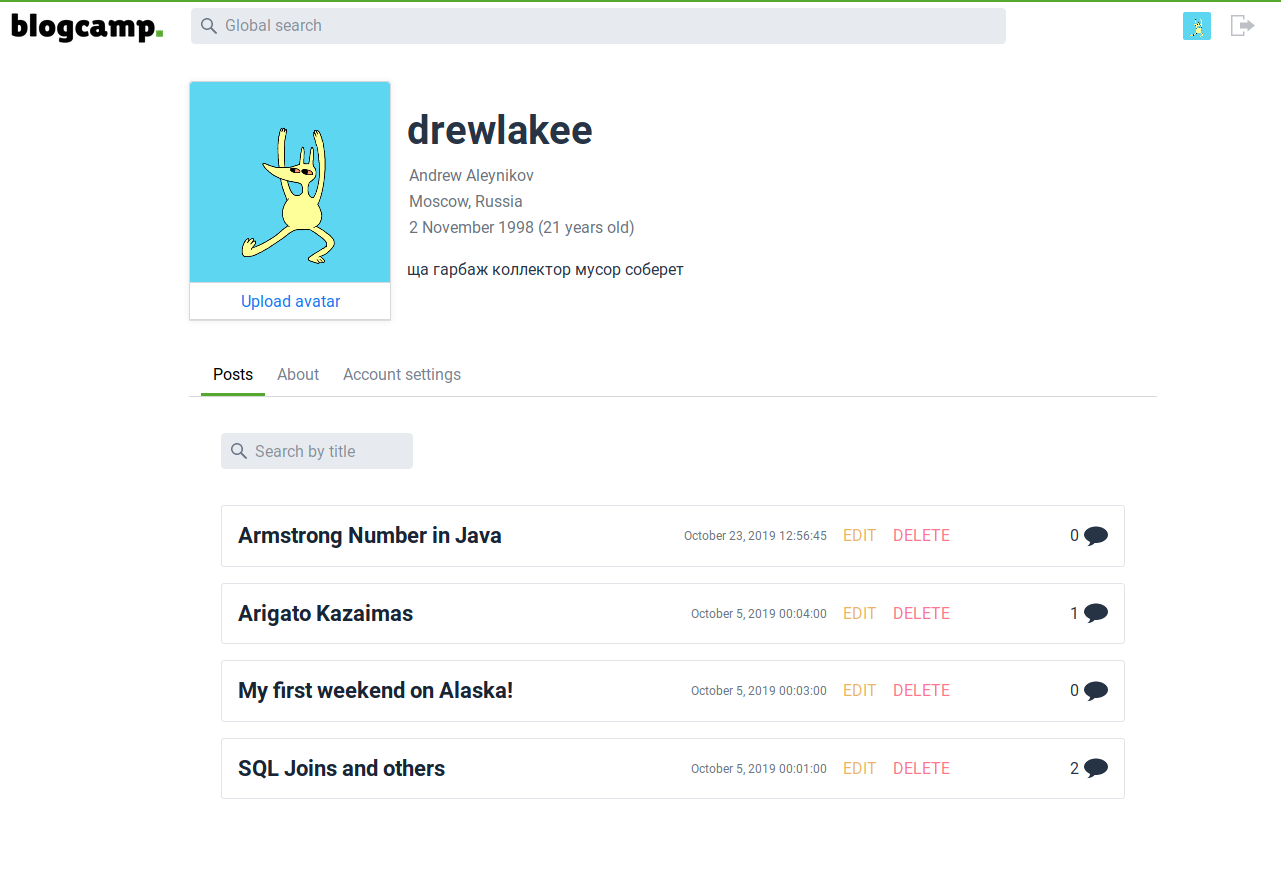 blogcamp.
Global search
drewlakee
Andrew Aleynikov
Moscow, Russia
2 November 1998 (21 years old)
ща гарбаж коллектор мусор соберет
Upload avatar
Posts About Account settings
Search by title
Armstrong Number in Java October 23, 2019 12:56:45 EDIT DELETE 0
Arigato Kazaimas October 5, 2019 00:04:00 EDIT DELETE 1
My first weekend on Alaska! October 5, 2019 00:03:00 EDIT DELETE 0
SQL Joins and others October 5, 2019 00:01:00 EDIT DELETE 2